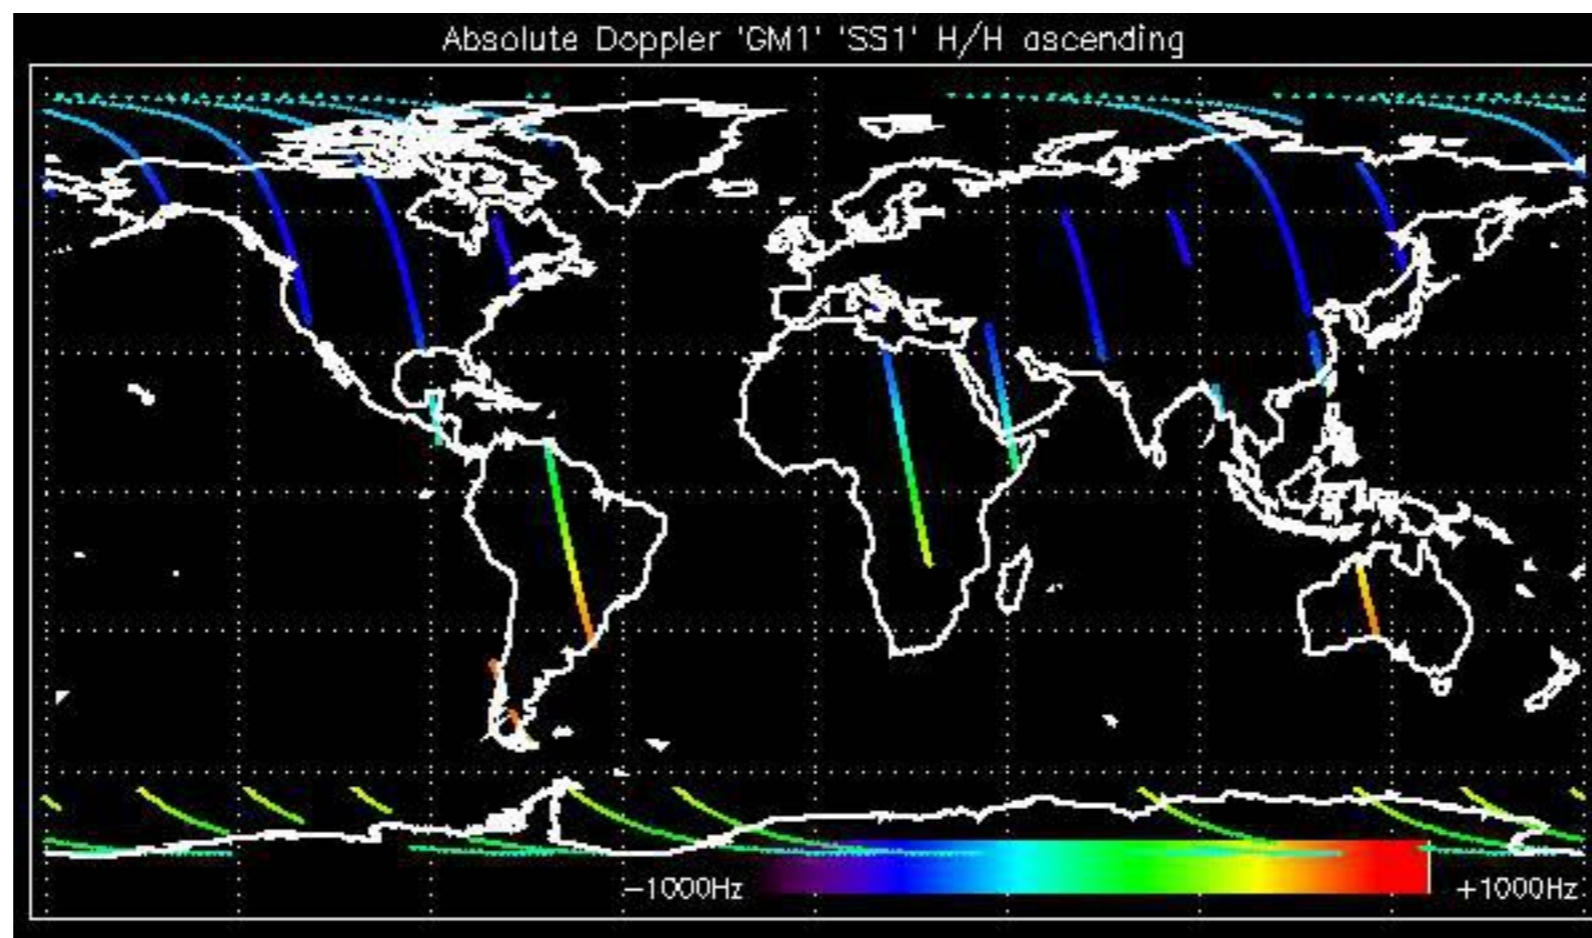 Absolute Doppler 'GM1' 'SS1' H/H ascending
−1000Hz
+1000Hz